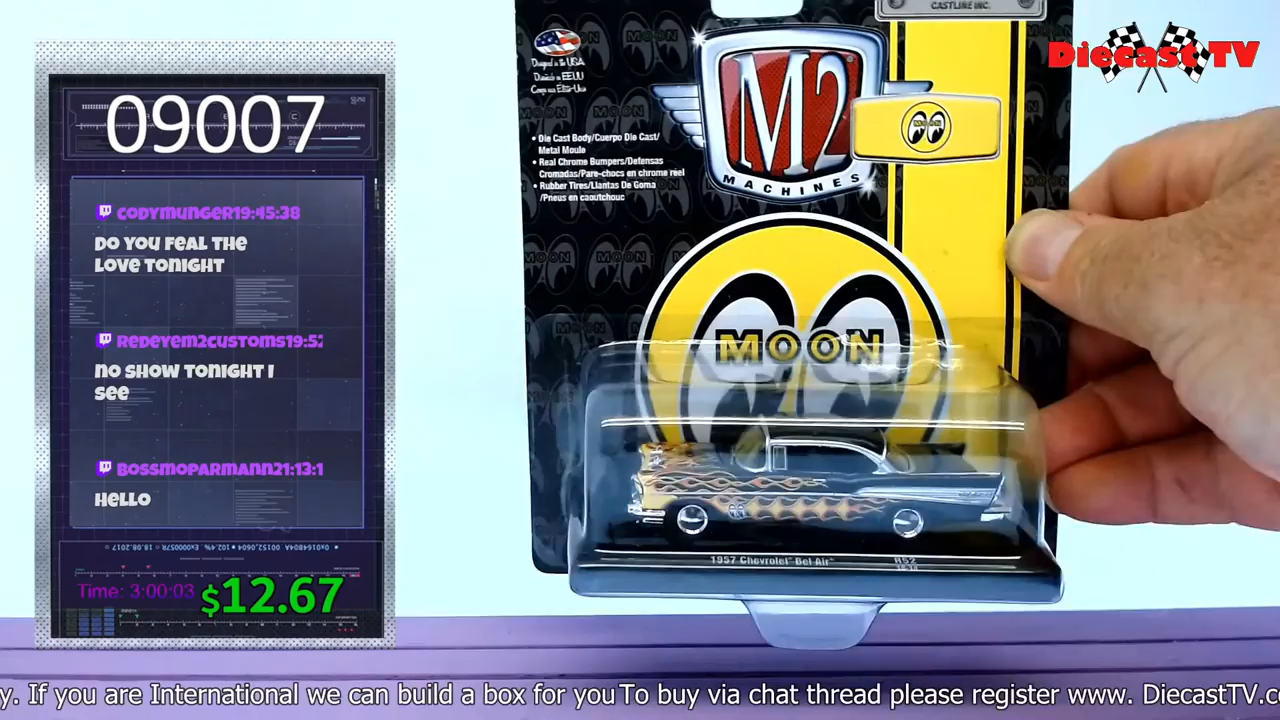 09007
codymunger19:45:38
Do you feal the
love tonight
Redeyem2customs19:52
no show tonight I
see
Bossmoparmann21:13:1
Hello
Time: 3:00:03
$12.67
CASTLINE INC.
Designed in the USA
• Die Cast Body/Cuerpo Die Cast/
Metal Moule
• Real Chrome Bumpers/Defensas
Cromadas/Pare-chocs en chrome réel
• Rubber Tires/Llantas De Goma
/Pneus en caoutchouc
M2
MACHINES
MOON
MOON
1957 Chevrolet Bel Air
R52
Diecast TV
y. If you are International we can build a box for you To buy via chat thread please register www. DiecastTV.c